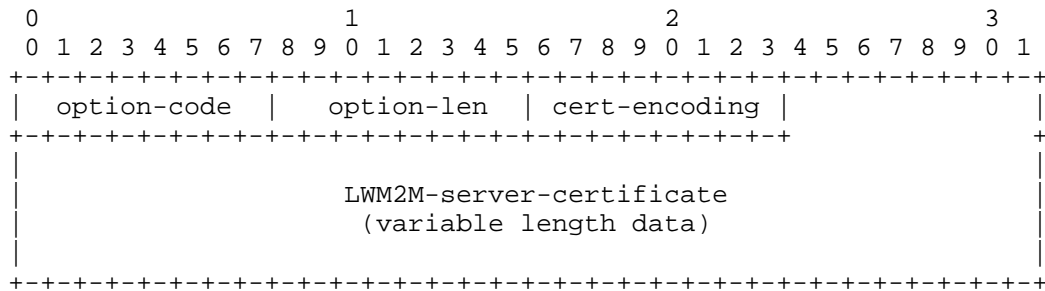 0                   1                   2                   3
 0 1 2 3 4 5 6 7 8 9 0 1 2 3 4 5 6 7 8 9 0 1 2 3 4 5 6 7 8 9 0 1
+-+-+-+-+-+-+-+-+-+-+-+-+-+-+-+-+-+-+-+-+-+-+-+-+-+-+-+-+-+-+-+-+
|  option-code  |   option-len  | cert-encoding |               |
+-+-+-+-+-+-+-+-+-+-+-+-+-+-+-+-+-+-+-+-+-+-+-+-+               +
|                                                               |
|                    LWM2M-server-certificate                   |
|                     (variable length data)                    |
|                                                               |
+-+-+-+-+-+-+-+-+-+-+-+-+-+-+-+-+-+-+-+-+-+-+-+-+-+-+-+-+-+-+-+-+